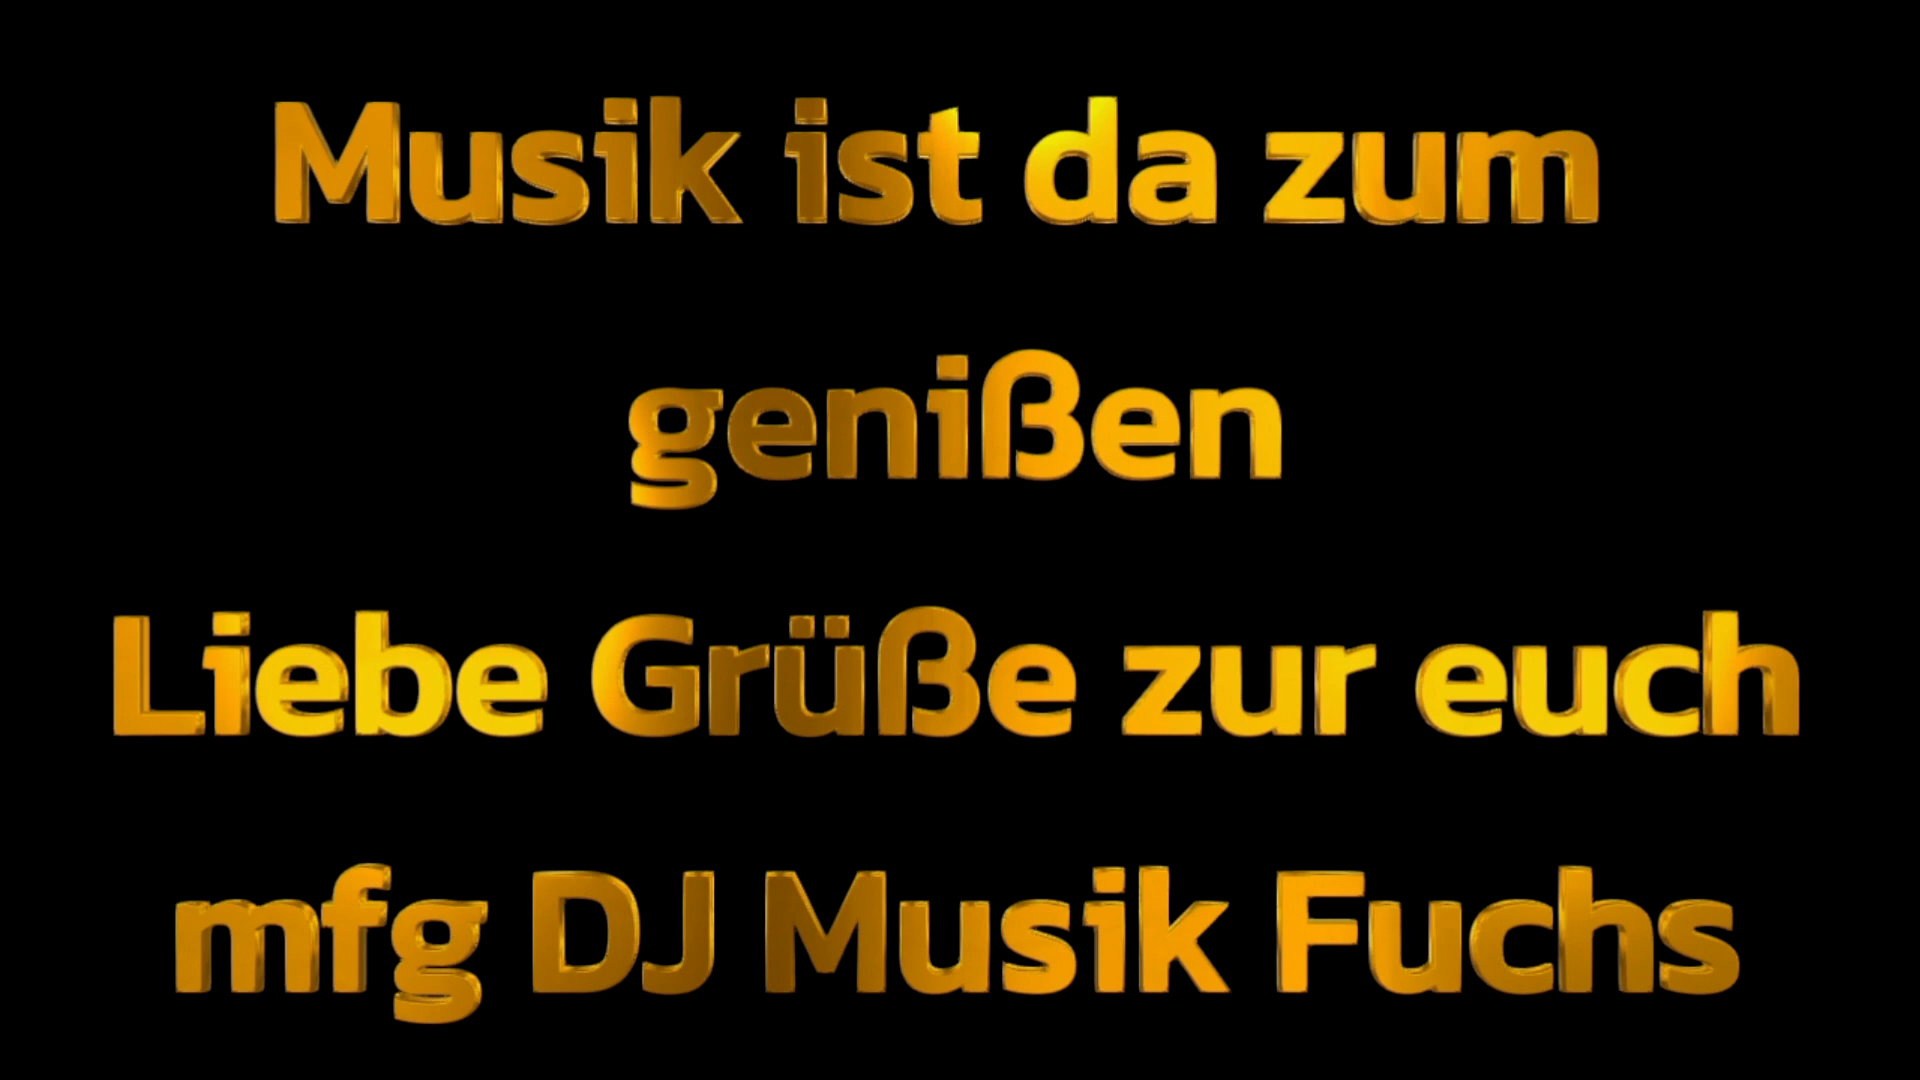 Musik ist da zum
genißen
Liebe Grüße zur euch
mfg DJ Musik Fuchs